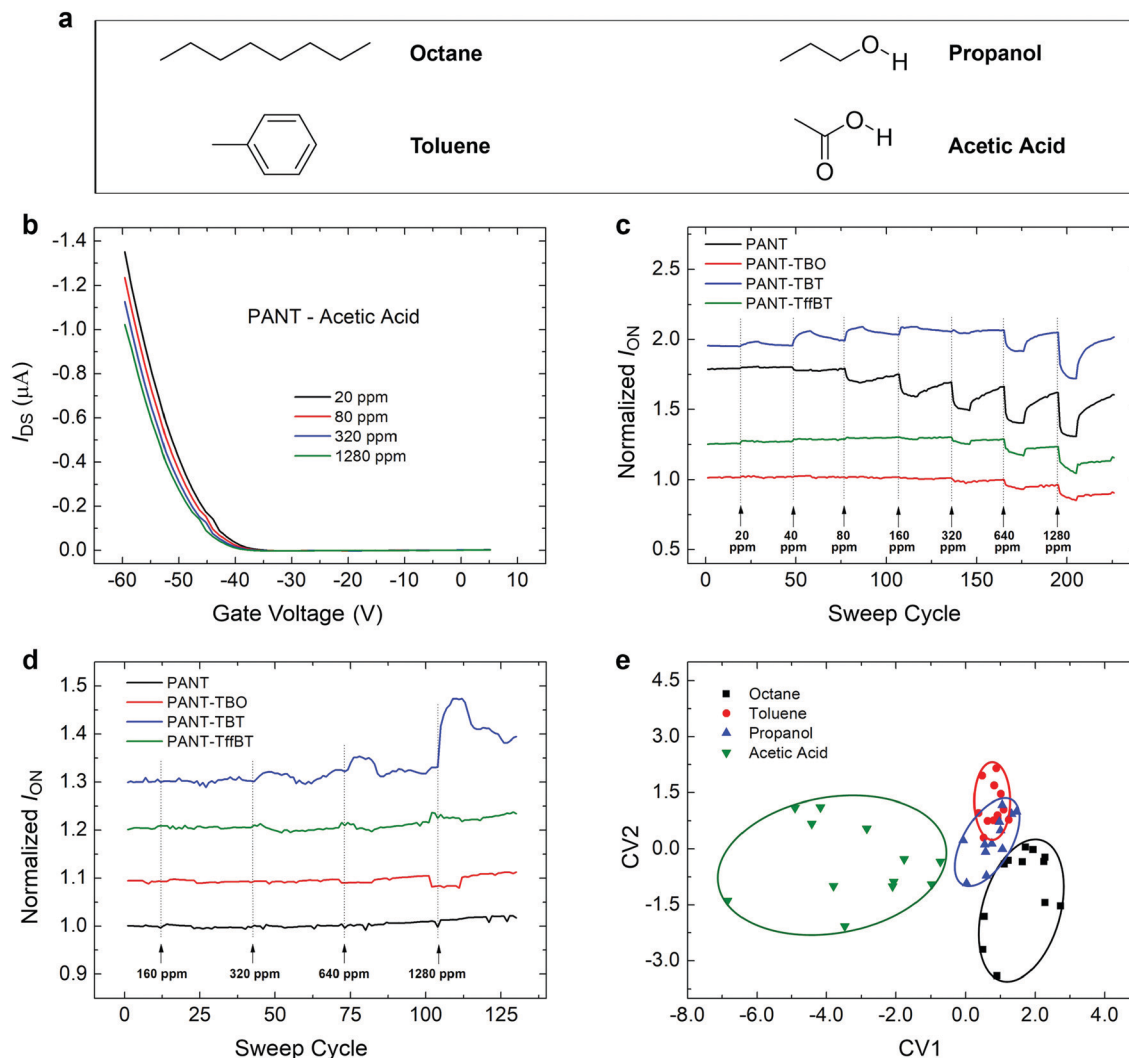 a
Octane
O
H
Propanol
Toluene
O
H
O
Acetic Acid
b
-1.4
-1.2
-1.0
-0.8
-0.6
-0.4
-0.2
0.0
IDS (µA)
PANT - Acetic Acid
20 ppm
80 ppm
320 ppm
1280 ppm
-60 -50 -40 -30 -20 -10 0 10
Gate Voltage (V)
c
2.5
2.0
1.5
1.0
0.5
Normalized ION
PANT
PANT-TBO
PANT-TBT
PANT-TffBT
20 40 80 160 320 640 1280
ppm ppm ppm ppm ppm ppm ppm
0 50 100 150 200
Sweep Cycle
d
1.5
1.4
1.3
1.2
1.1
1.0
0.9
Normalized ION
PANT
PANT-TBO
PANT-TBT
PANT-TffBT
160 ppm 320 ppm 640 ppm 1280 ppm
0 25 50 75 100 125
Sweep Cycle
e
4.5
3.0
1.5
0.0
-1.5
-3.0
CV2
Octane
Toluene
Propanol
Acetic Acid
-8.0 -6.0 -4.0 -2.0 0.0 2.0 4.0
CV1